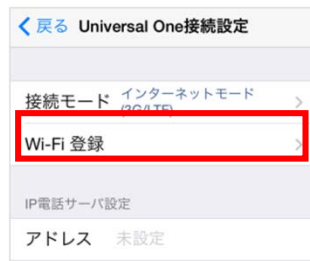 戻る Universal One接続設定
接続モード インターネットモード
(3G/LTE)
Wi-Fi 登録
IP電話サーバ設定
アドレス 未設定